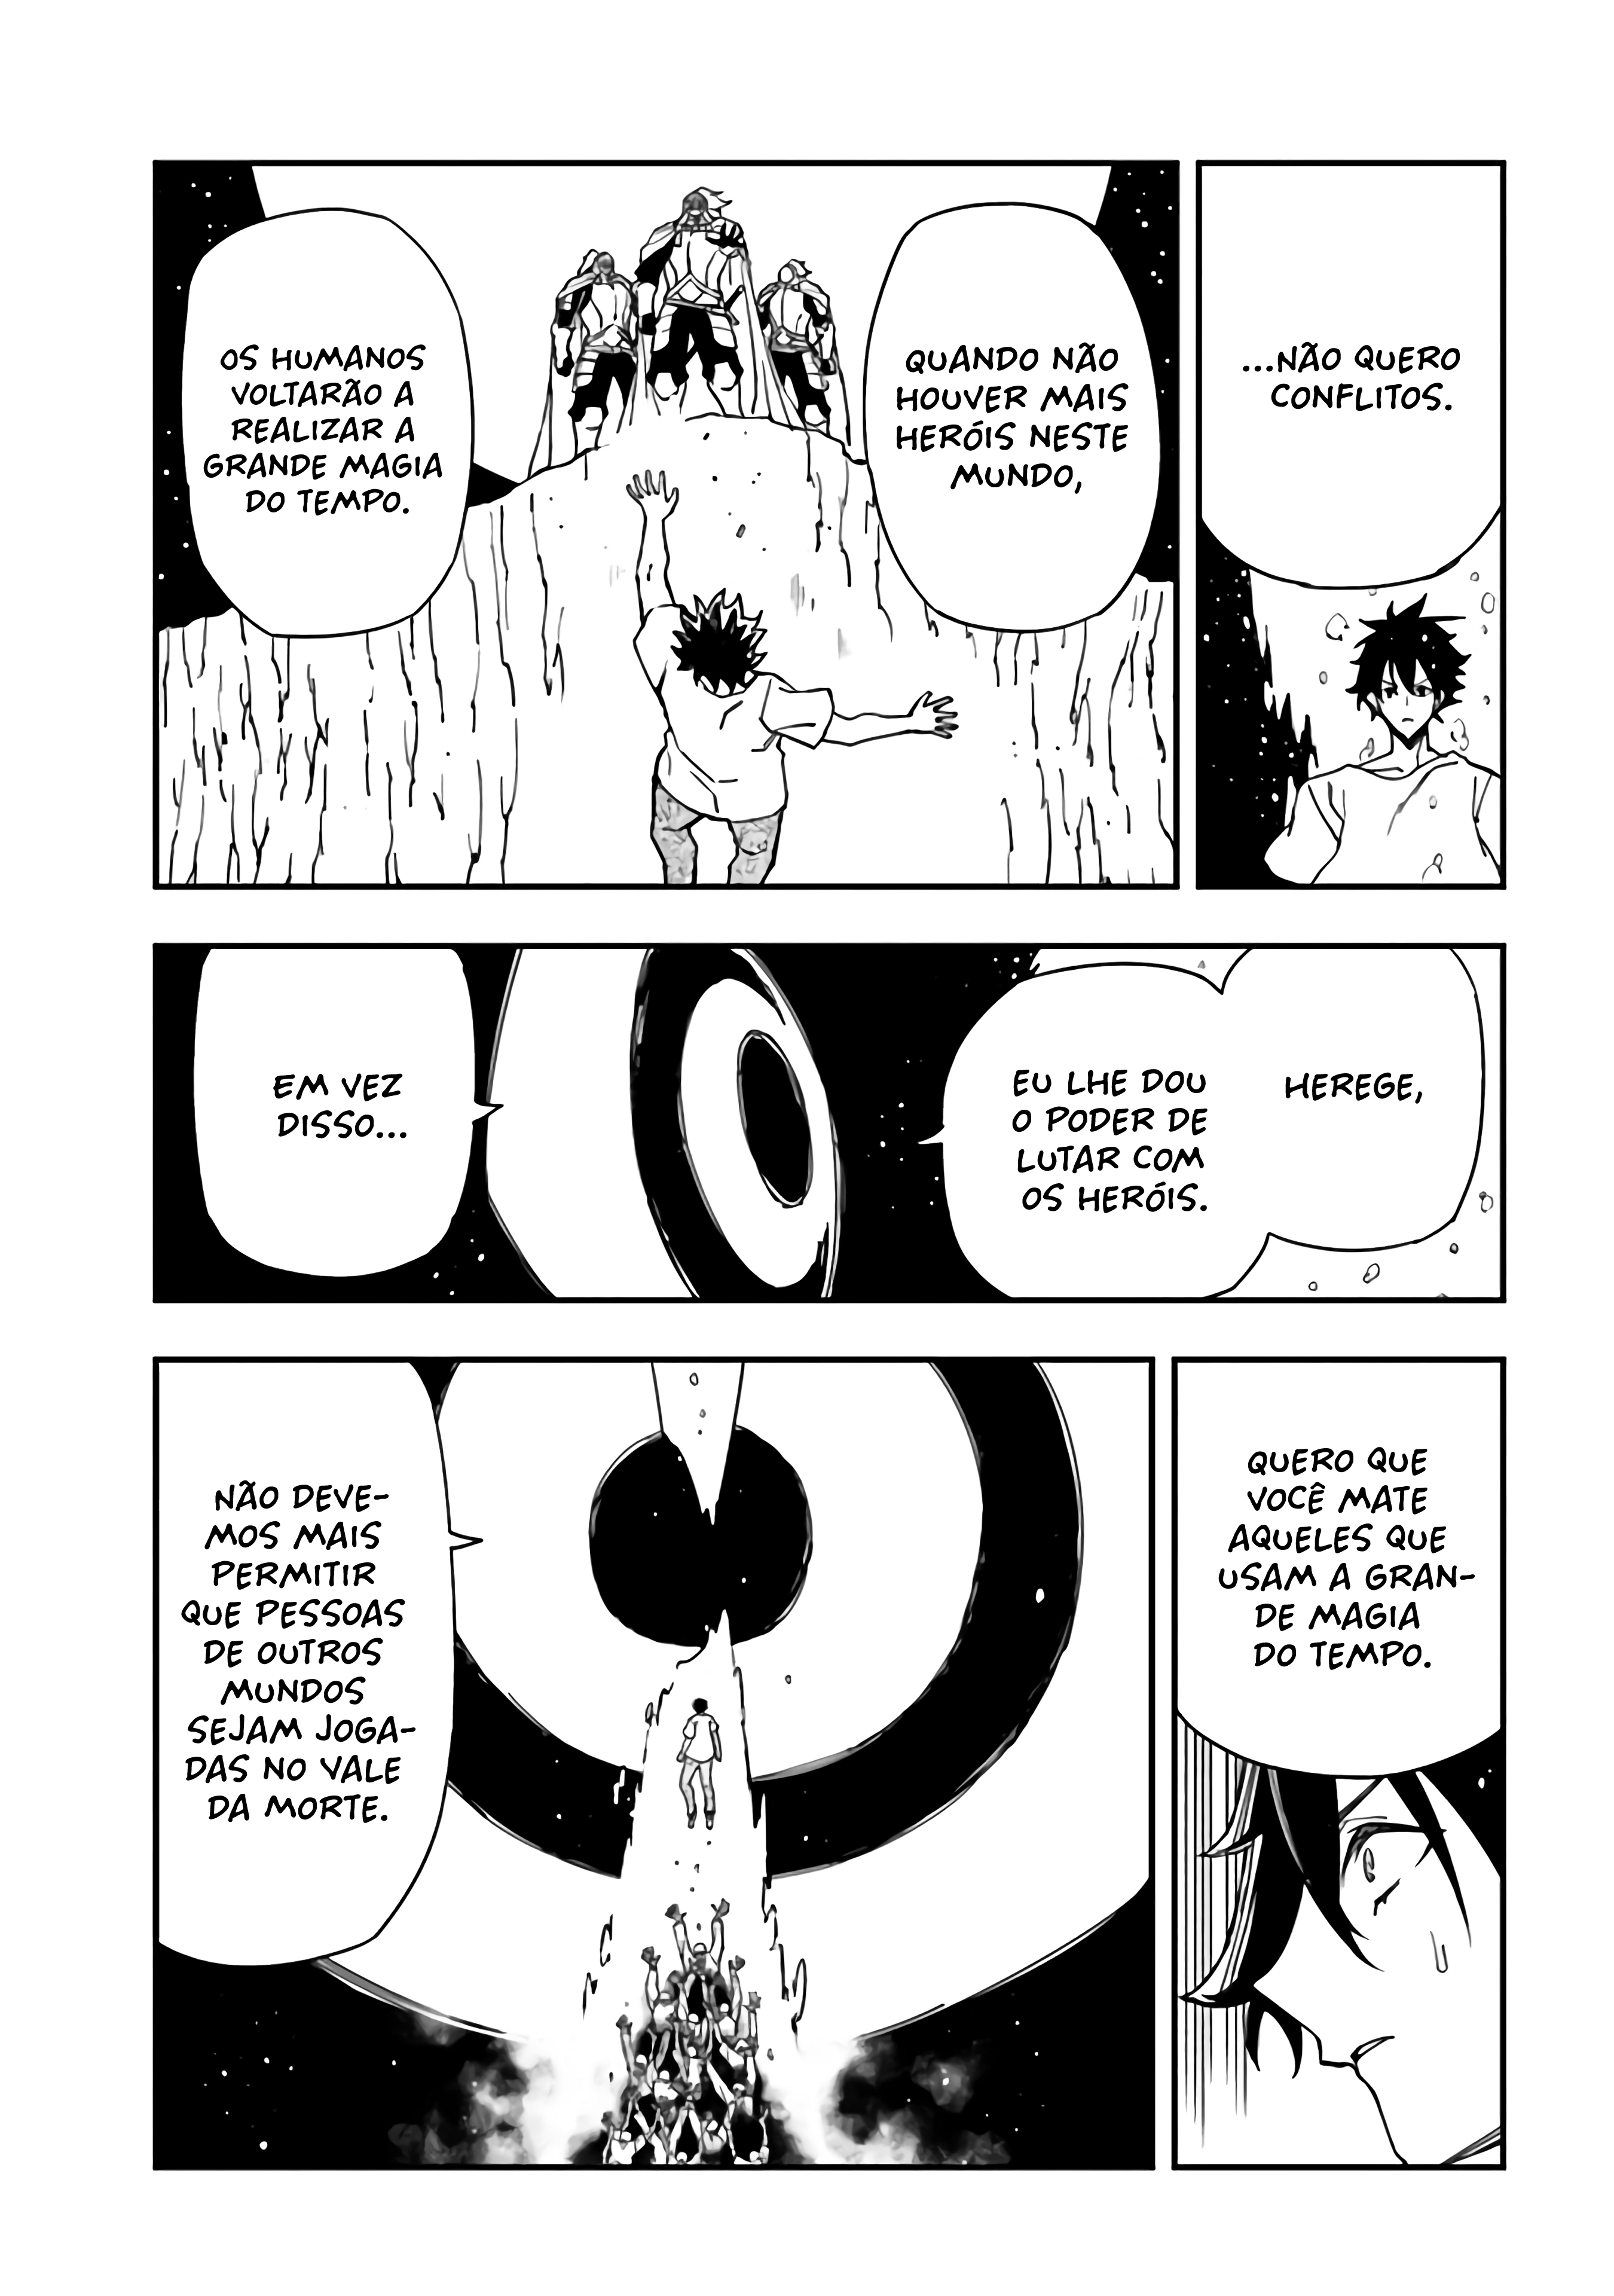 ...NÃO QUERO
CONFLITOS.
QUANDO NÃO
HOUVER MAIS
HERÓIS NESTE
MUNDO,
OS HUMANOS
VOLTARÃO A
REALIZAR A
GRANDE MAGIA
DO TEMPO.
HEREGE,
EU LHE DOU
O PODER DE
LUTAR COM
OS HERÓIS.
EM VEZ
DISSO...
QUERO QUE
VOCÊ MATE
AQUELES QUE
USAM A GRAN-
DE MAGIA
DO TEMPO.
NÃO DEVE-
MOS MAIS
PERMITIR
QUE PESSOAS
DE OUTROS
MUNDOS
SEJAM JOGA-
DAS NO VALE
DA MORTE.